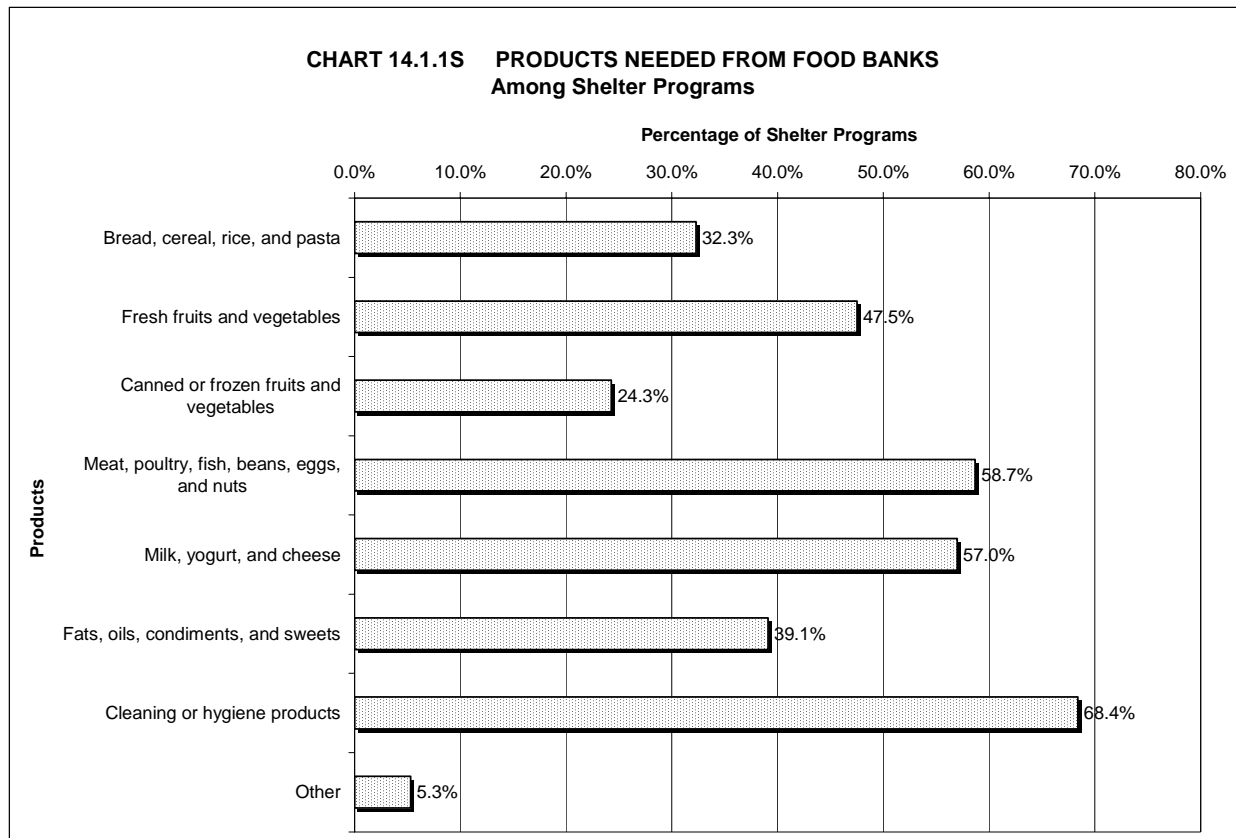 CHART 14.1.1S PRODUCTS NEEDED FROM FOOD BANKS
Among Shelter Programs
Percentage of Shelter Programs
0.0% 10.0% 20.0% 30.0% 40.0% 50.0% 60.0% 70.0% 80.0%
Products
Bread, cereal, rice, and pasta 32.3%
Fresh fruits and vegetables 47.5%
Canned or frozen fruits and
vegetables 24.3%
Meat, poultry, fish, beans, eggs,
and nuts 58.7%
Milk, yogurt, and cheese 57.0%
Fats, oils, condiments, and sweets 39.1%
Cleaning or hygiene products 68.4%
Other 5.3%